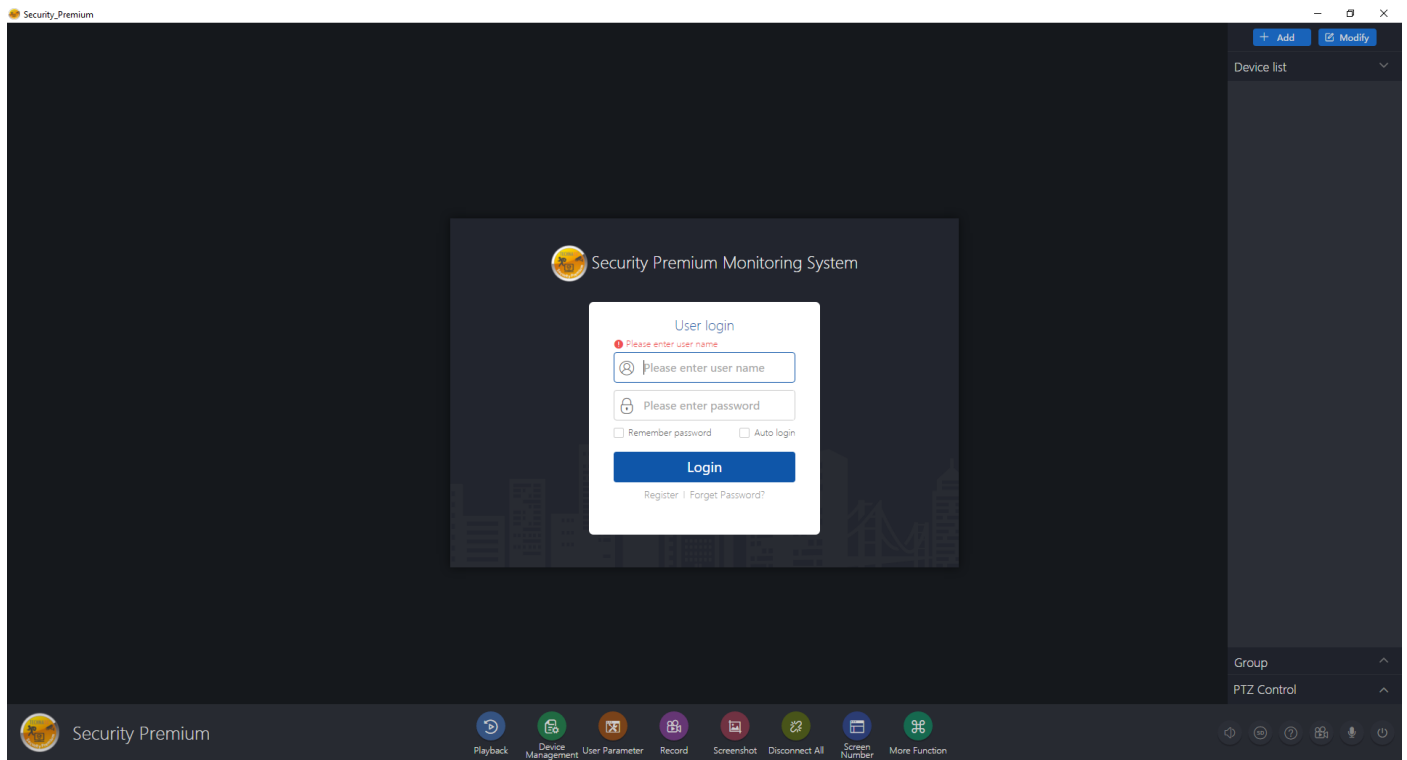 Security_Premium
Add
Modify
Device list
Security Premium Monitoring System
User login
Please enter user name
Please enter user name
Please enter password
Remember password
Auto login
Login
Register | Forget Password?
Group
PTZ Control
Security Premium
Playback
Device
Management
User Parameter
Record
Screenshot
Disconnect All
Screen
Number
More Function